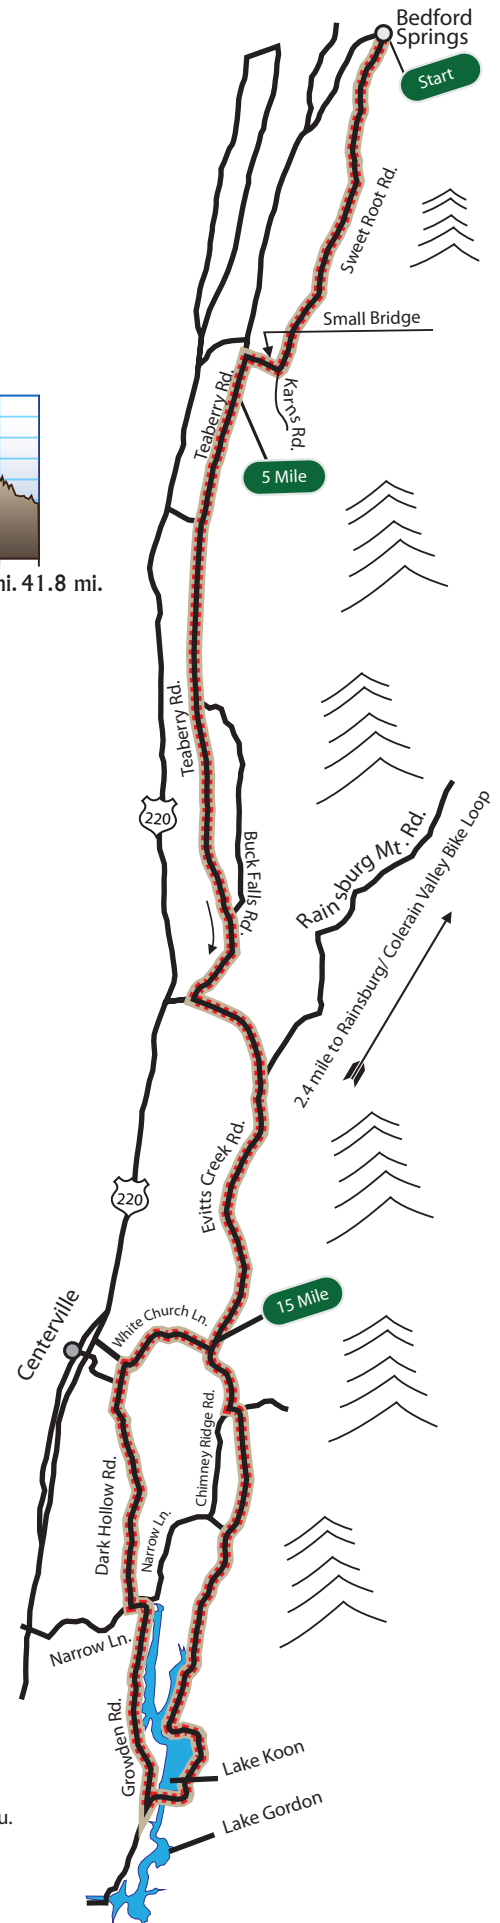 Bedford
Springs
Start
Sweet Root Rd.
Small Bridge
Karns Rd.
Teaberry Rd.
5 Mile
41.8 mi.
Teaberry Rd.
220
Buck Falls Rd.
Rainsburg Mt. Rd.
2.4 mile to Rainsburg/ Colerain Valley Bike Loop
Evitts Creek Rd.
220
15 Mile
White Church Ln.
Centerville
Chimney Ridge Rd.
Dark Hollow Rd.
Narrow Ln.
Narrow Ln.
Growden Rd.
Lake Koon
Lake Gordon